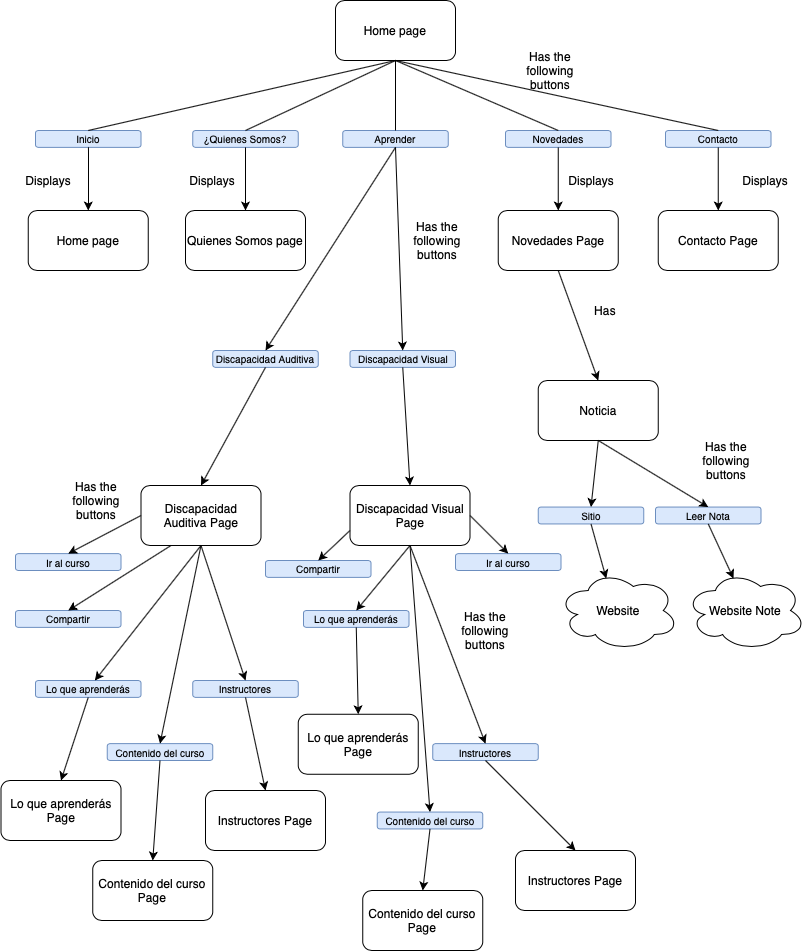 Home page
Has the
following
buttons
Inicio
¿Quienes Somos?
Aprender
Novedades
Contacto
Displays
Displays
Displays
Displays
Home page
Quienes Somos page
Has the
following
buttons
Novedades Page
Contacto Page
Has
Discapacidad Auditiva
Discapacidad Visual
Noticia
Has the
following
buttons
Has the
following
buttons
Discapacidad
Auditiva Page
Discapacidad Visual
Page
Sitio
Leer Nota
Ir al curso
Compartir
Ir al curso
Website
Website Note
Compartir
Lo que aprenderás
Has the
following
buttons
Lo que aprenderás
Instructores
Lo que aprenderás
Page
Contenido del curso
Instructores
Lo que aprenderás
Page
Instructores Page
Contenido del curso
Contenido del curso
Page
Instructores Page
Contenido del curso
Page